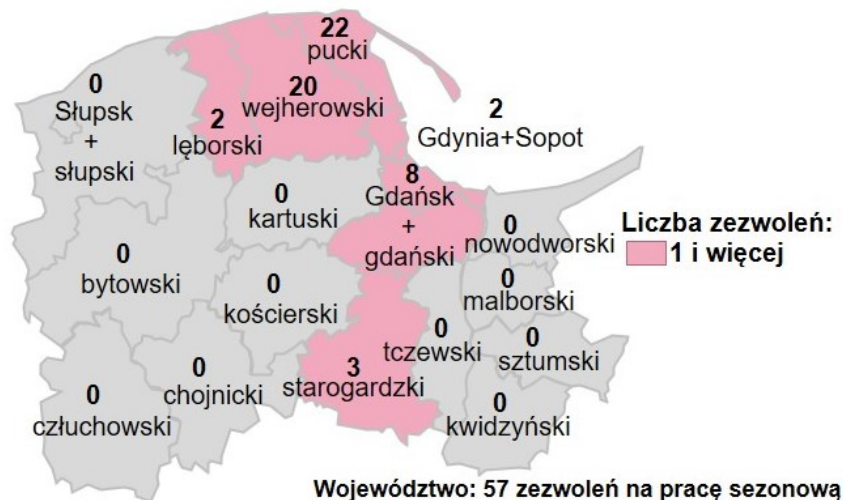 22
pucki
0
Słupsk
+
słupski
20
wejherowski
2
lęborski
2
Gdynia+Sopot
8
Gdańsk
+
gdański
0
kartuski
0
nowodworski
Liczba zezwoleń:
1 i więcej
0
bytowski
0
kościerski
0
malborski
0
tczewski
0
sztumski
0
człuchowski
0
chojnicki
3
starogardzki
0
kwidzyński
Województwo: 57 zezwoleń na pracę sezonową